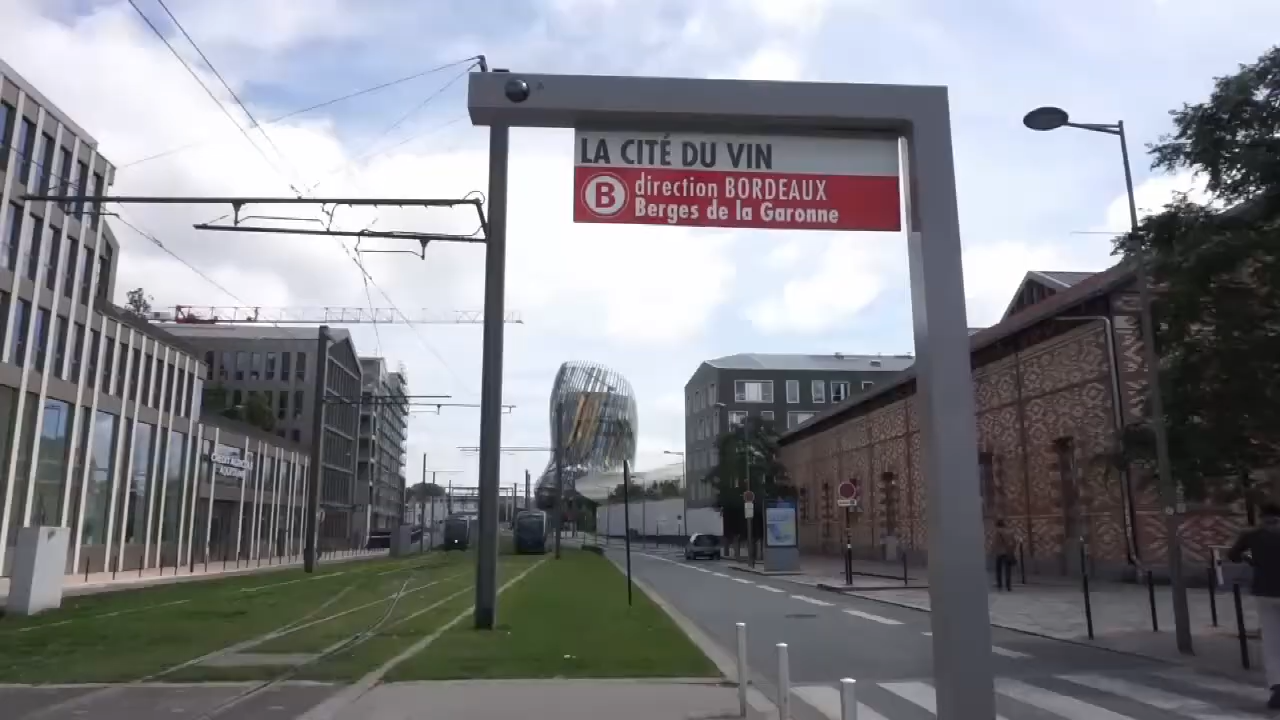 LA CITÉ DU VIN
B direction BORDEAUX
Berges de la Garonne